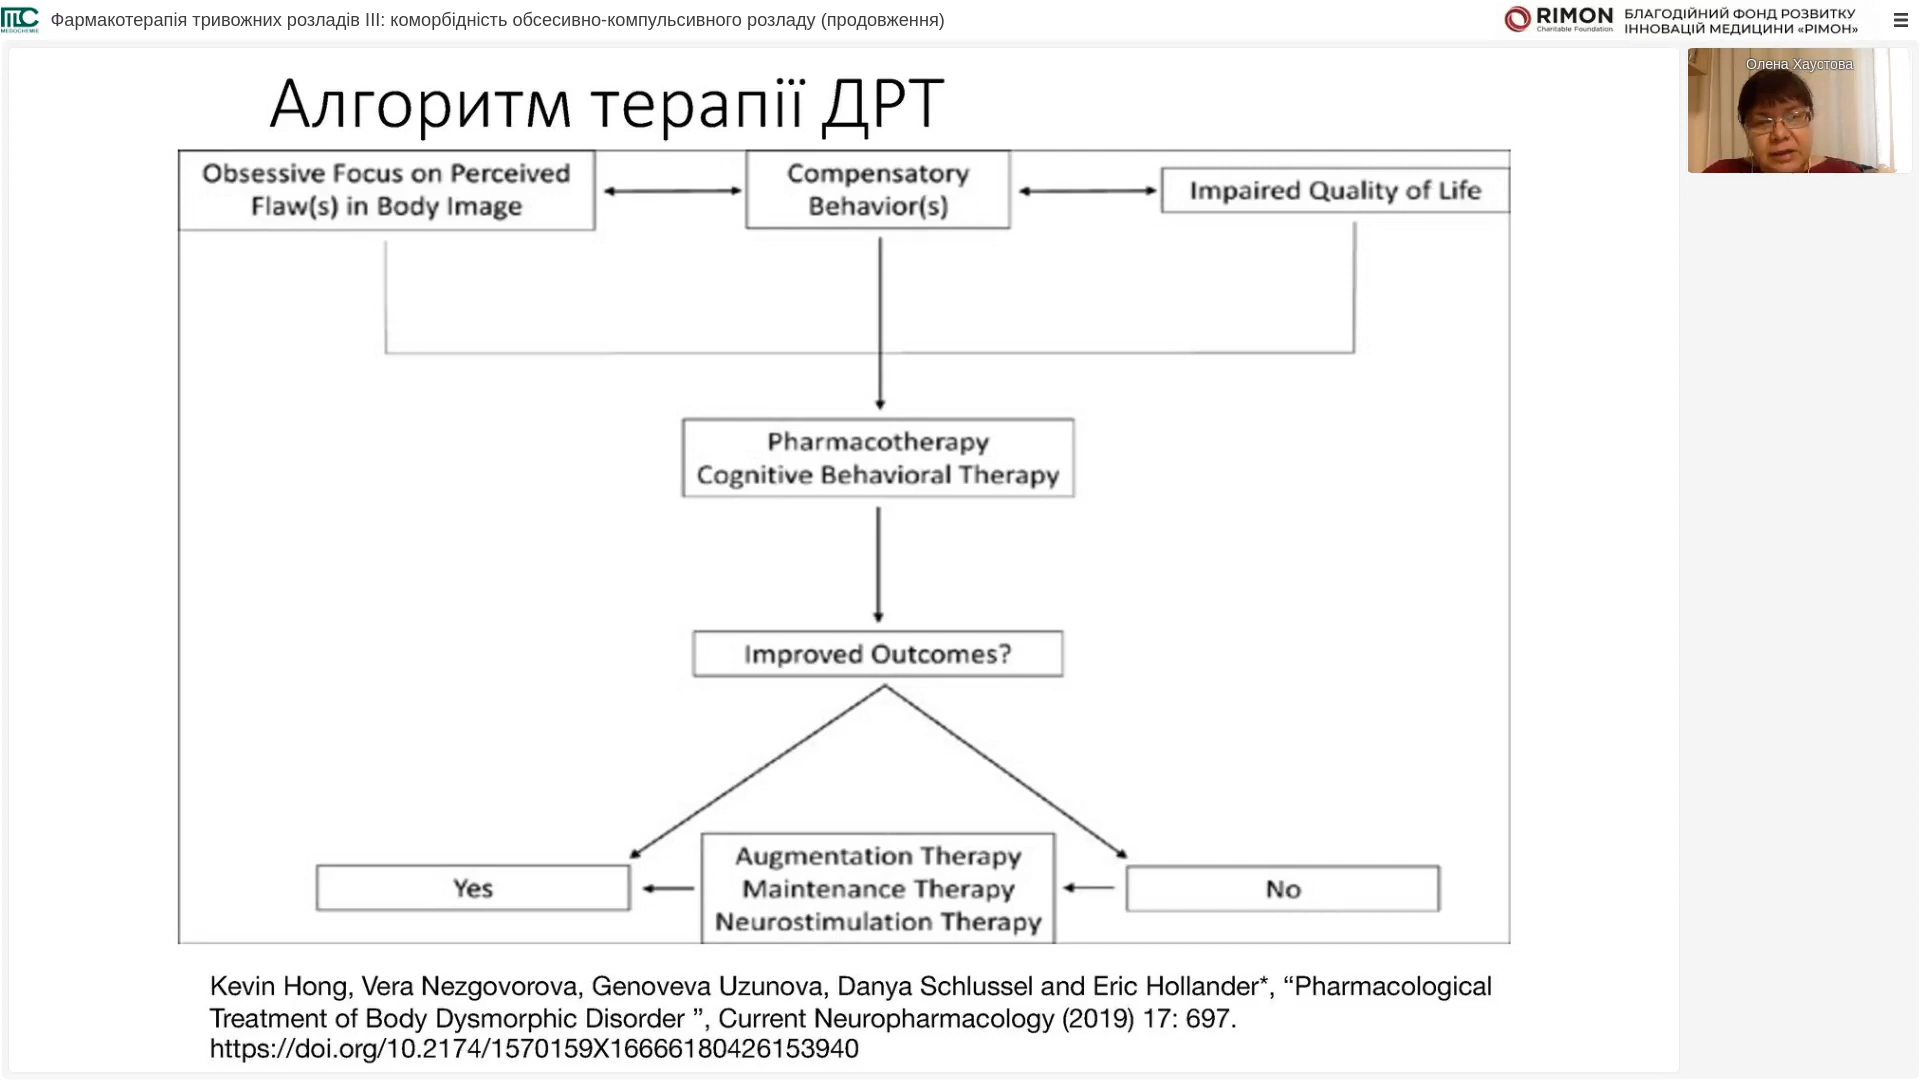 MEDOCHEMIE
Фармакотерапія тривожних розладів III: коморбідність обсесивно-компульсивного розладу (продовження)
RIMON
Charitable Foundation
БЛАГОДІЙНИЙ ФОНД РОЗВИТКУ
ІННОВАЦІЙ МЕДИЦИНИ «РІМОН»
Олена Хаустова
Алгоритм терапії ДРТ
Obsessive Focus on Perceived
Flaw(s) in Body Image
Compensatory
Behavior(s)
Impaired Quality of Life
Pharmacotherapy
Cognitive Behavioral Therapy
Improved Outcomes?
Yes
Augmentation Therapy
Maintenance Therapy
Neurostimulation Therapy
No
Kevin Hong, Vera Nezgovorova, Genoveva Uzunova, Danya Schlussel and Eric Hollander*, “Pharmacological
Treatment of Body Dysmorphic Disorder ”, Current Neuropharmacology (2019) 17: 697.
https://doi.org/10.2174/1570159X16666180426153940